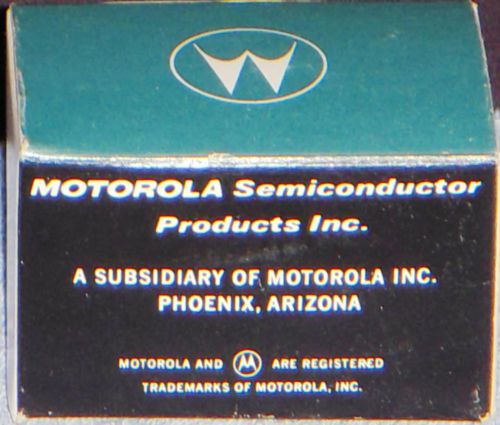 MOTOROLA Semiconductor
Products Inc.
A SUBSIDIARY OF MOTOROLA INC.
PHOENIX, ARIZONA
MOTOROLA AND M ARE REGISTERED
TRADEMARKS OF MOTOROLA, INC.